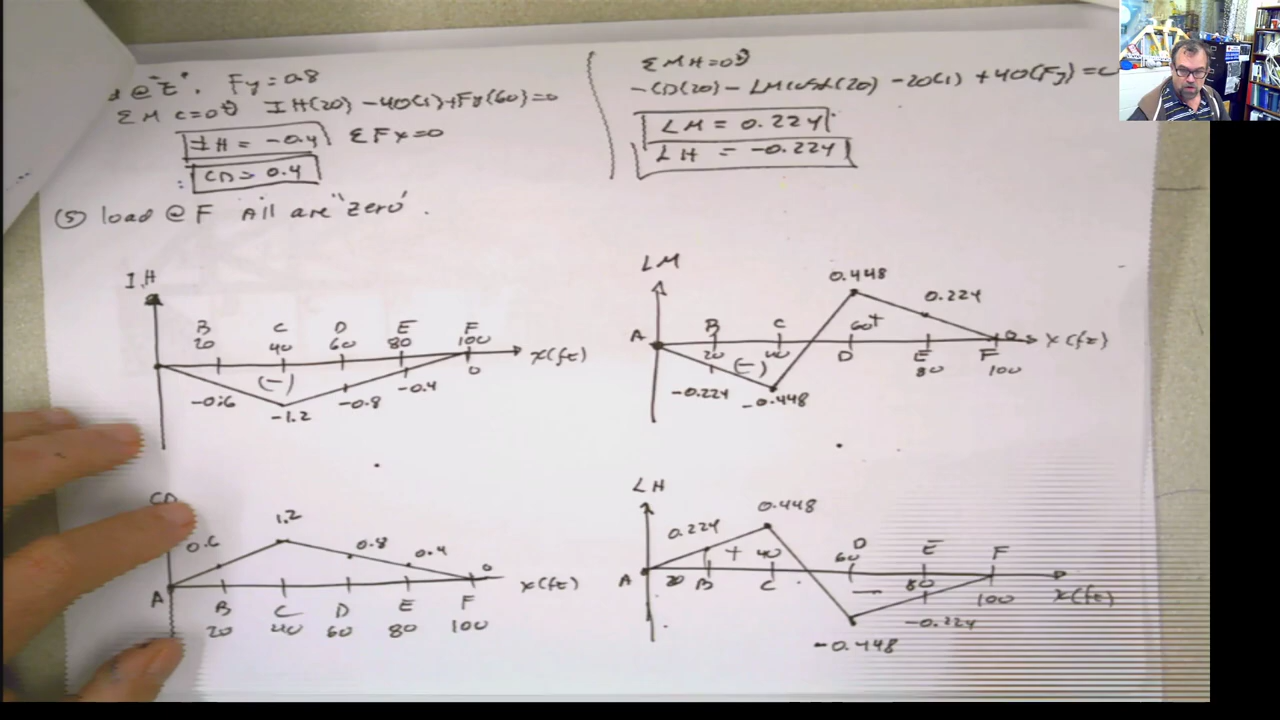 @ "E". Fy = 0.8
ΣM C = 0 IH(20) - 40(1) + Fy(60) = 0
IH = -0.4 ΣFx = 0
CD = 0.4
(5) load @ F All are "zero".
ΣM H = 0
-CD(20) - LM cosα(20) - 20(1) + 40(Fy) =
LM = 0.224
LH = -0.224
IH
B C D E F
20 40 60 80 100
x(ft)
0
(-)
-0.6 -1.2 -0.8 -0.4
LM
0.448
0.224
A B C 60 + 0 x(ft)
20 40 D E F
(-) 80 100
-0.224 -0.448
CD
1.2
0.6 0.8 0.4 0
A B C D E F x(ft)
20 40 60 80 100
LH
0.448
0.224
+ 40 60 D E F
A 20 B C 80 100 x(ft)
-
-0.224
-0.448